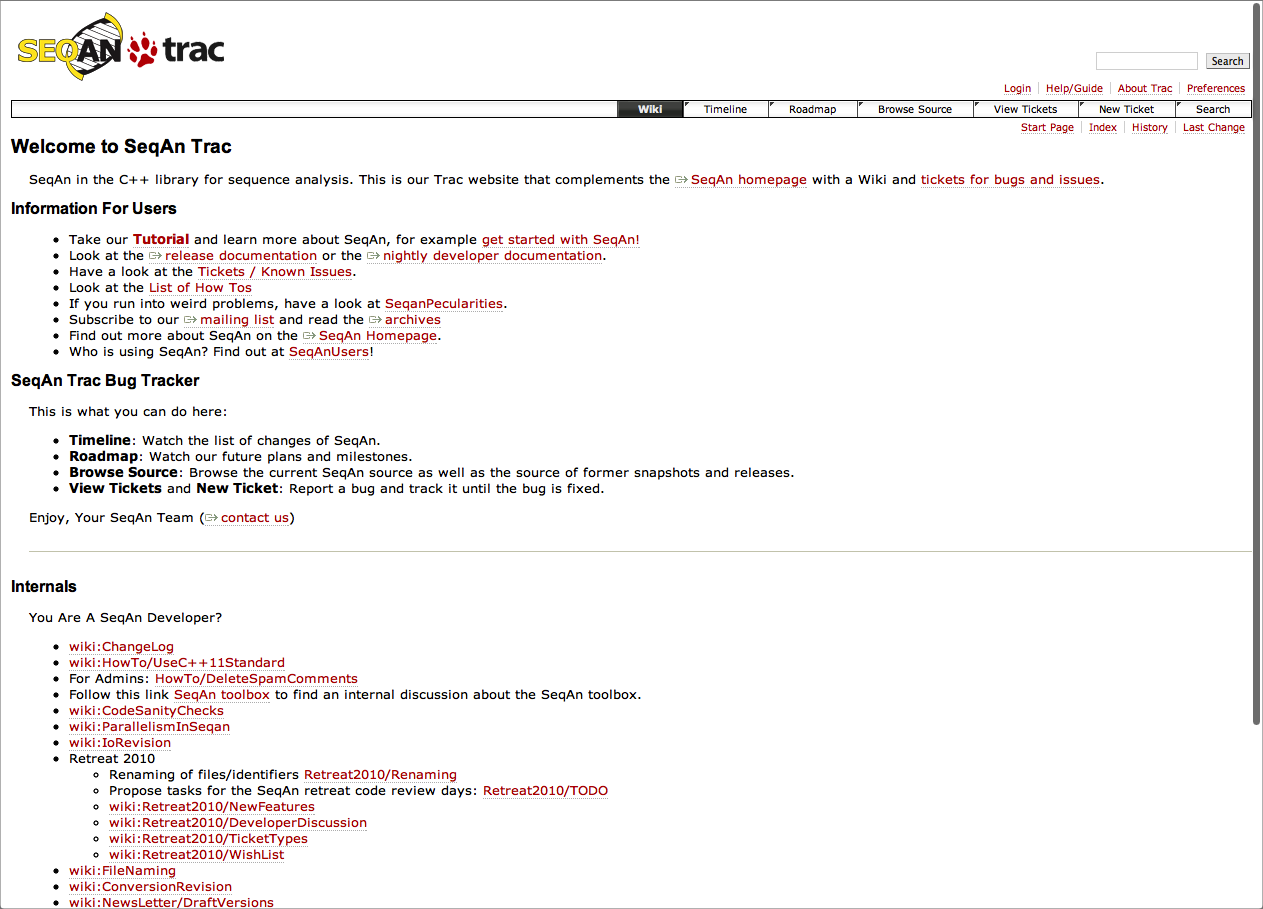 SEQAN trac
Search
Login Help/Guide About Trac Preferences
Wiki Timeline Roadmap Browse Source View Tickets New Ticket Search
Start Page Index History Last Change
Welcome to SeqAn Trac
SeqAn in the C++ library for sequence analysis. This is our Trac website that complements the SeqAn homepage with a Wiki and tickets for bugs and issues.
Information For Users
Take our Tutorial and learn more about SeqAn, for example get started with SeqAn!
Look at the release documentation or the nightly developer documentation.
Have a look at the Tickets / Known Issues.
Look at the List of How Tos
If you run into weird problems, have a look at SeqanPecularities.
Subscribe to our mailing list and read the archives
Find out more about SeqAn on the SeqAn Homepage.
Who is using SeqAn? Find out at SeqAnUsers!
SeqAn Trac Bug Tracker
This is what you can do here:
Timeline: Watch the list of changes of SeqAn.
Roadmap: Watch our future plans and milestones.
Browse Source: Browse the current SeqAn source as well as the source of former snapshots and releases.
View Tickets and New Ticket: Report a bug and track it until the bug is fixed.
Enjoy, Your SeqAn Team (contact us)
Internals
You Are A SeqAn Developer?
wiki:ChangeLog
wiki:HowTo/UseC++11Standard
For Admins: HowTo/DeleteSpamComments
Follow this link SeqAn toolbox to find an internal discussion about the SeqAn toolbox.
wiki:CodeSanityChecks
wiki:ParallelismInSeqan
wiki:IoRevision
Retreat 2010
Renaming of files/identifiers Retreat2010/Renaming
Propose tasks for the SeqAn retreat code review days: Retreat2010/TODO
wiki:Retreat2010/NewFeatures
wiki:Retreat2010/DeveloperDiscussion
wiki:Retreat2010/TicketTypes
wiki:Retreat2010/WishList
wiki:FileNaming
wiki:ConversionRevision
wiki:NewsLetter/DraftVersions